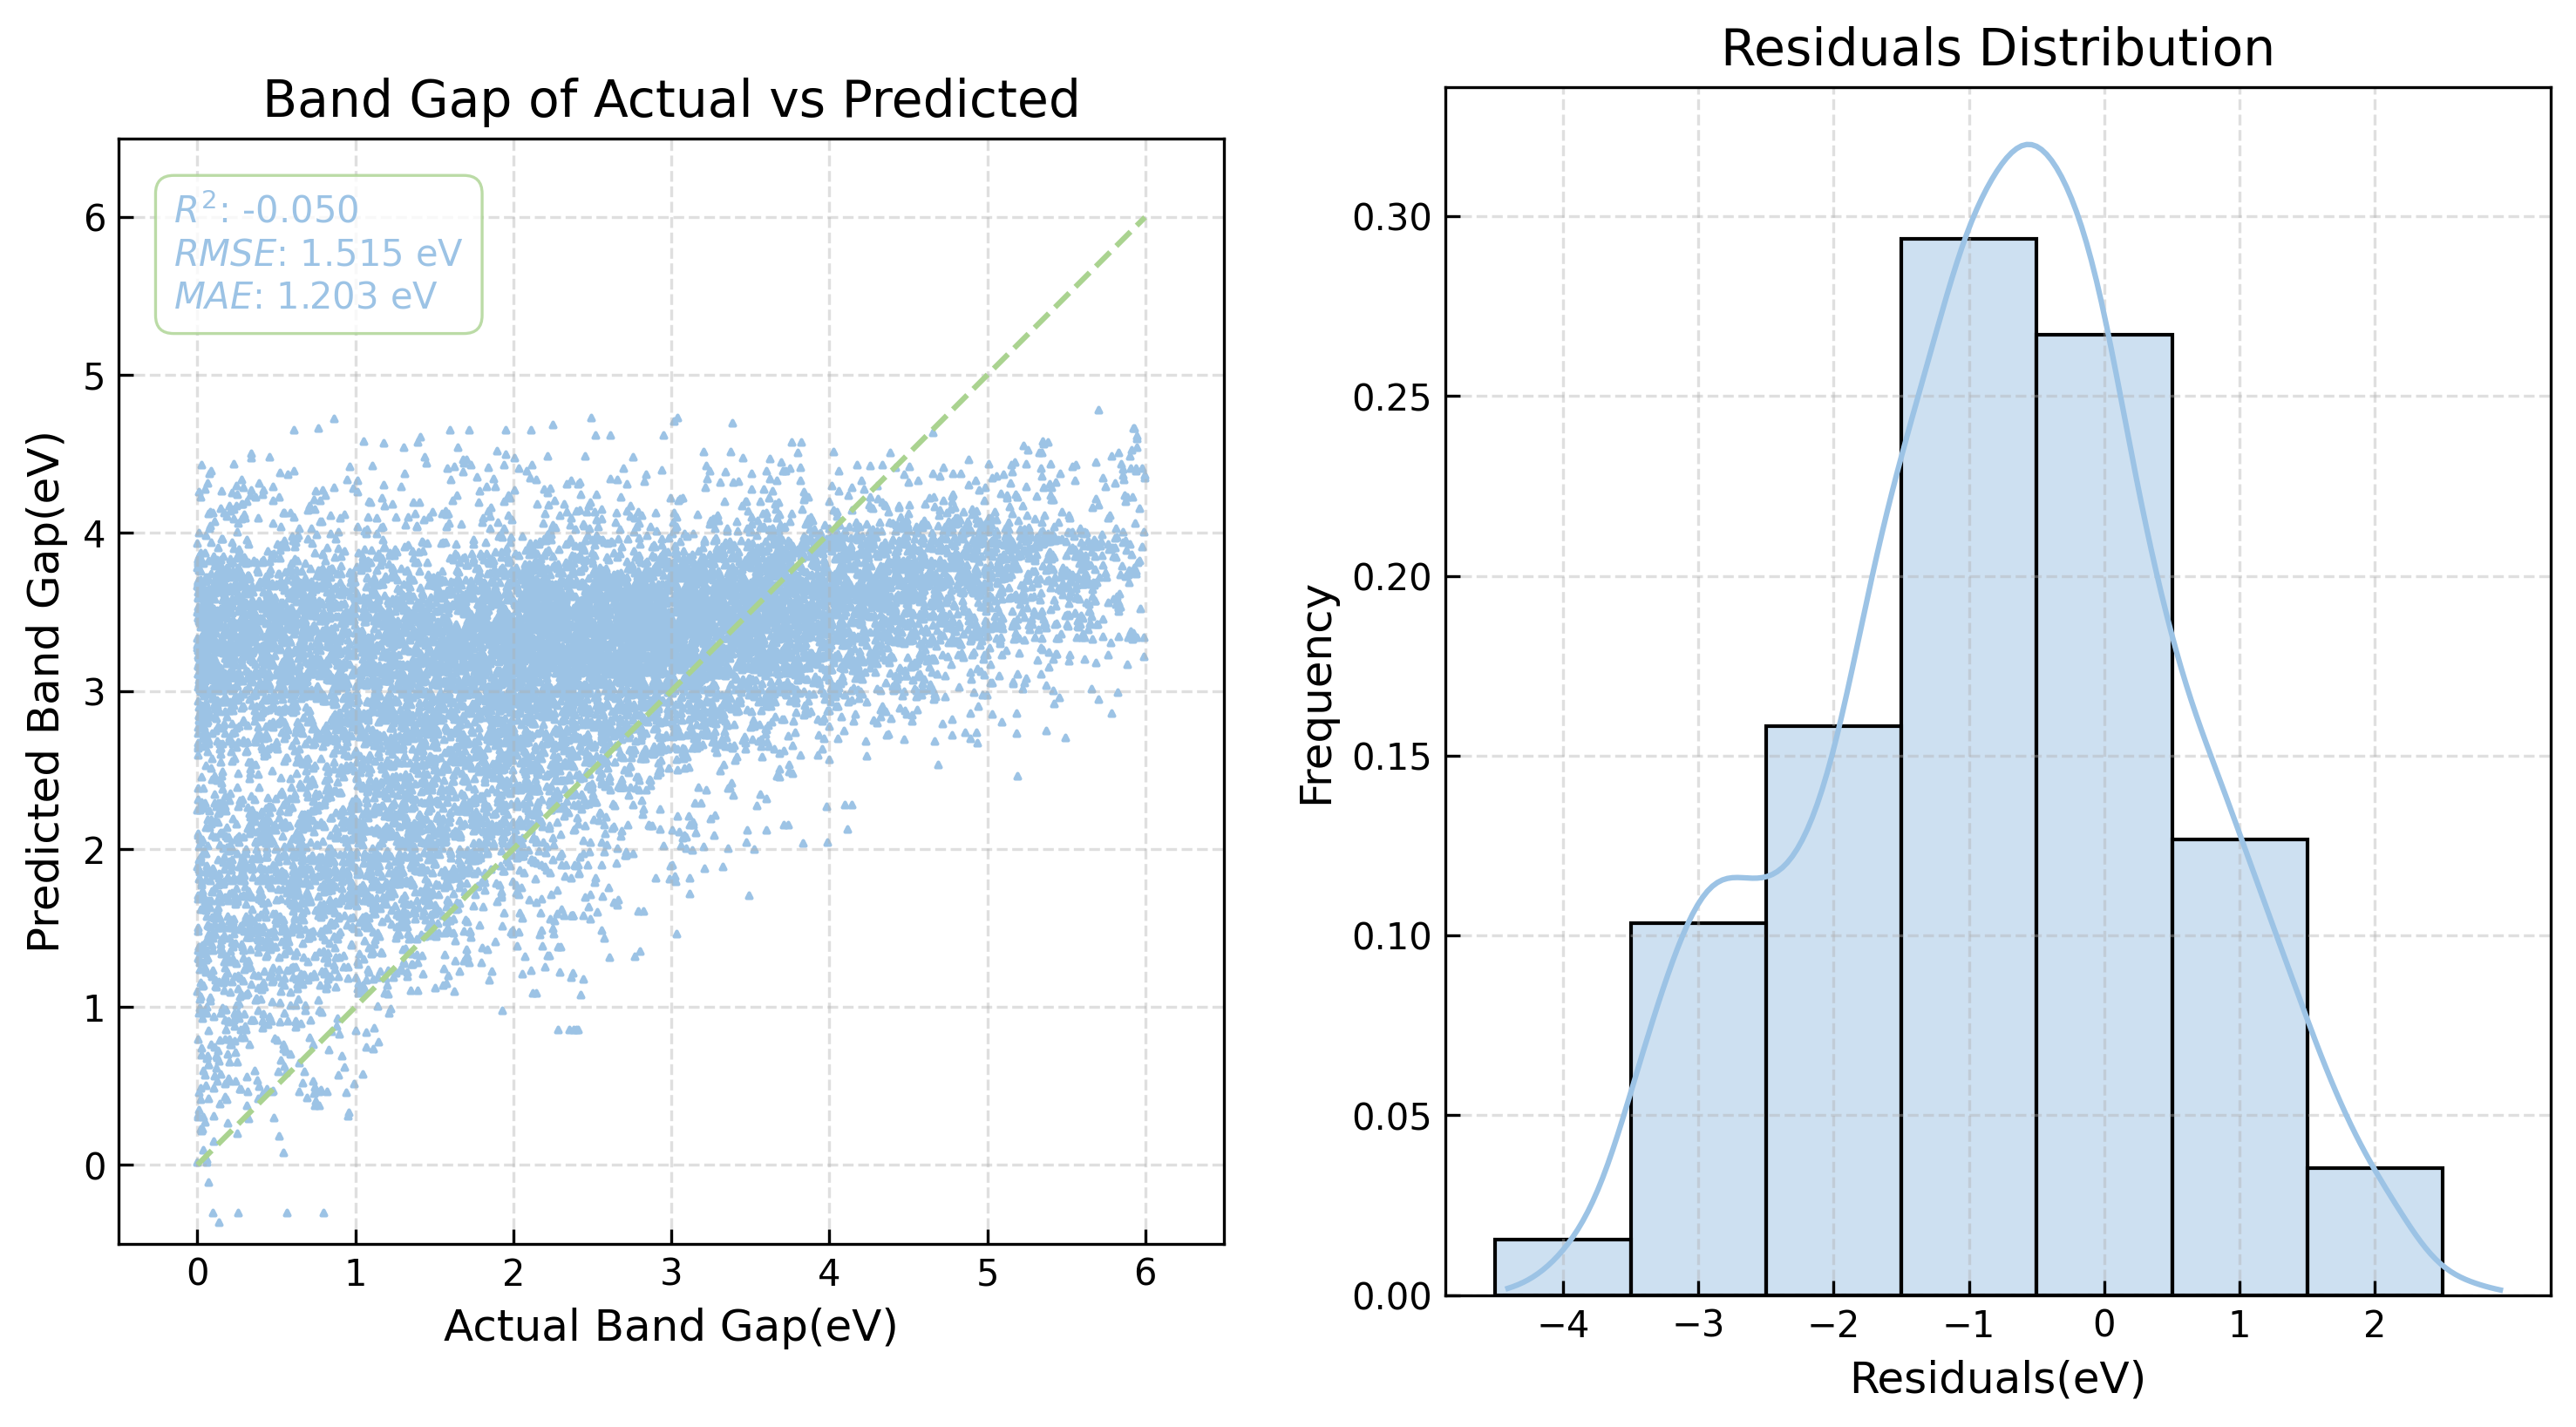 Band Gap of Actual vs Predicted
R²: -0.050
RMSE: 1.515 eV
MAE: 1.203 eV
6
5
4
3
2
1
0
Predicted Band Gap(eV)
0 1 2 3 4 5 6
Actual Band Gap(eV)
Residuals Distribution
0.30
0.25
0.20
0.15
0.10
0.05
0.00
Frequency
−4 −3 −2 −1 0 1 2
Residuals(eV)